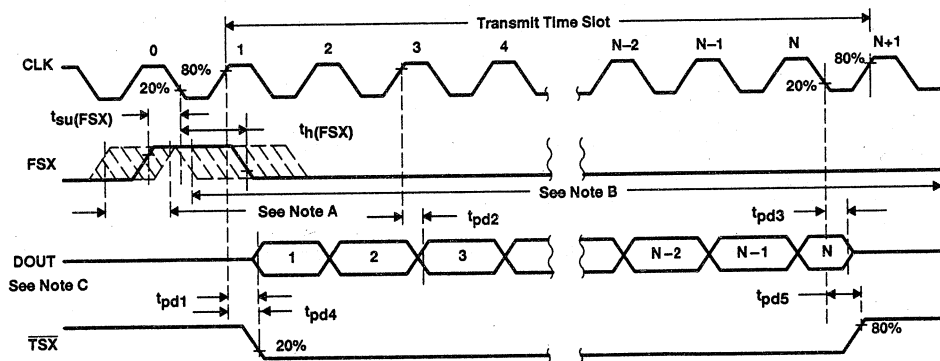 Transmit Time Slot
0 1 2 3 4 N–2 N–1 N N+1
CLK 80% 80%
20% 20%
tsu(FSX) th(FSX)
FSX
See Note B
See Note A tpd2 tpd3
DOUT 1 2 3 N–2 N–1 N
See Note C
tpd1 tpd4 tpd5
TSX 20% 80%